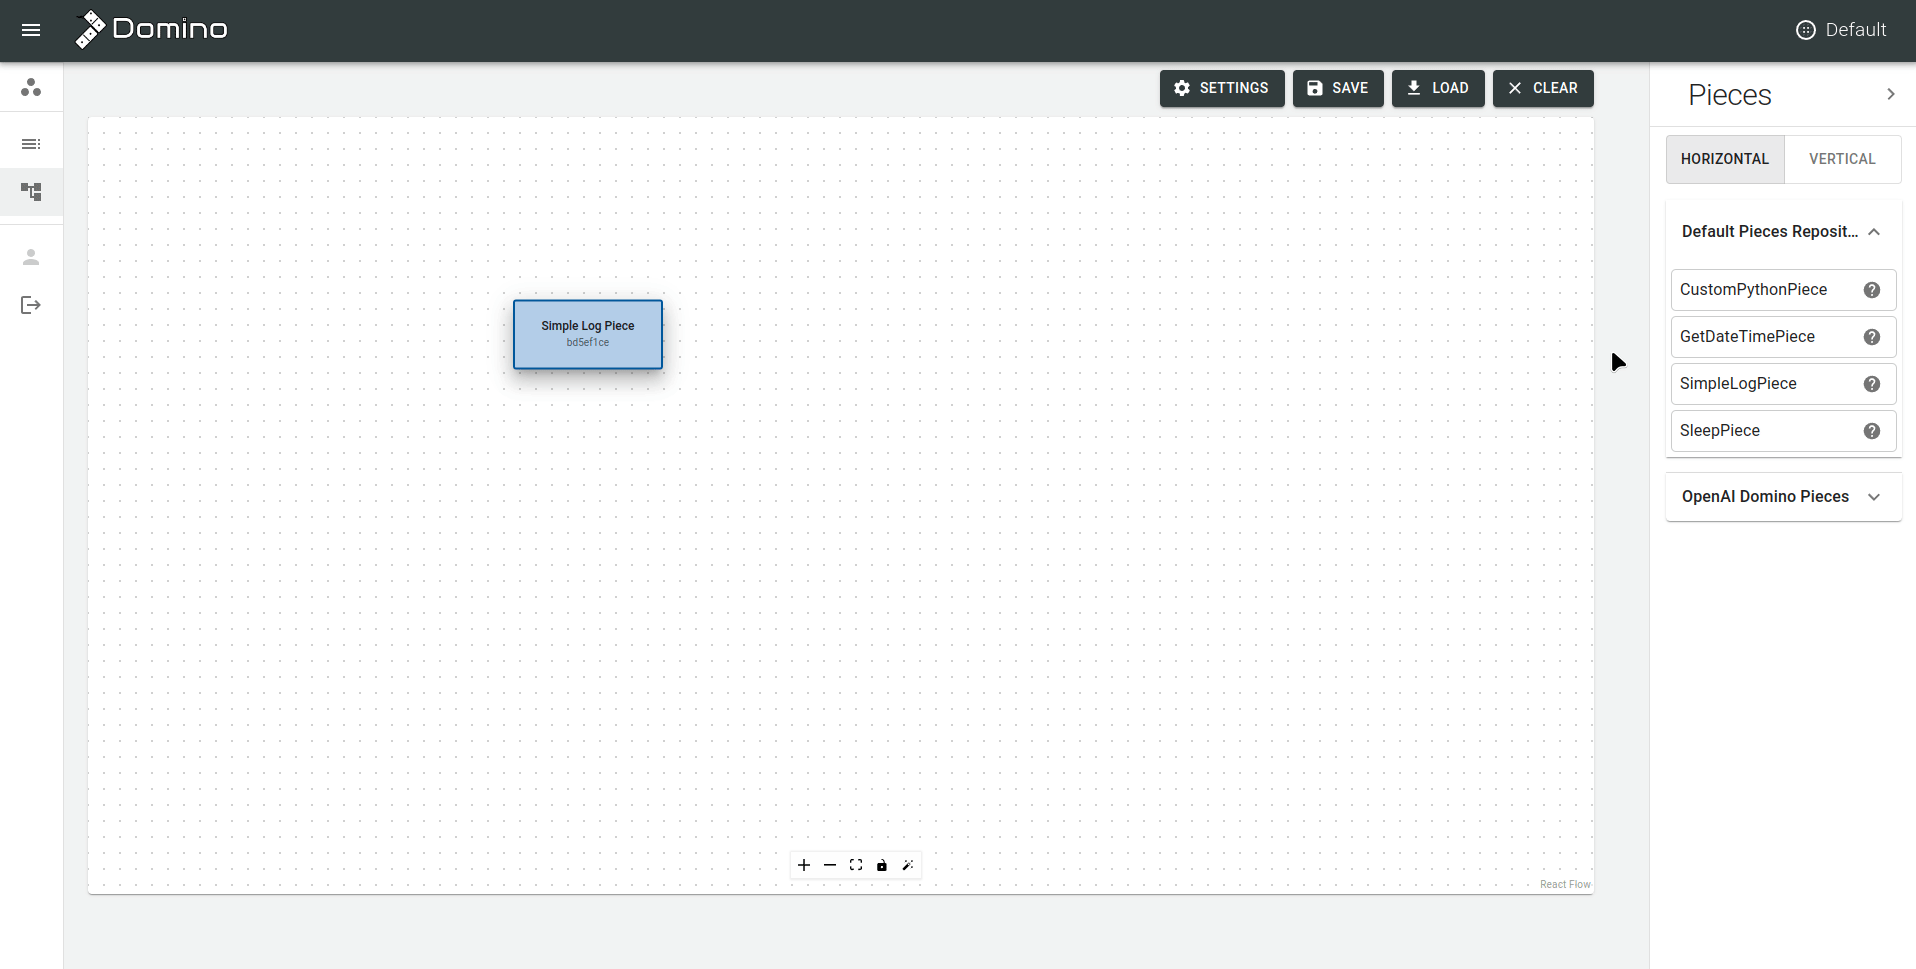 Domino
Default
SETTINGS
SAVE
LOAD
CLEAR
Pieces
HORIZONTAL
VERTICAL
Default Pieces Reposit...
CustomPythonPiece
GetDateTimePiece
SimpleLogPiece
SleepPiece
OpenAI Domino Pieces
Simple Log Piece
bd5ef1ce
React Flow